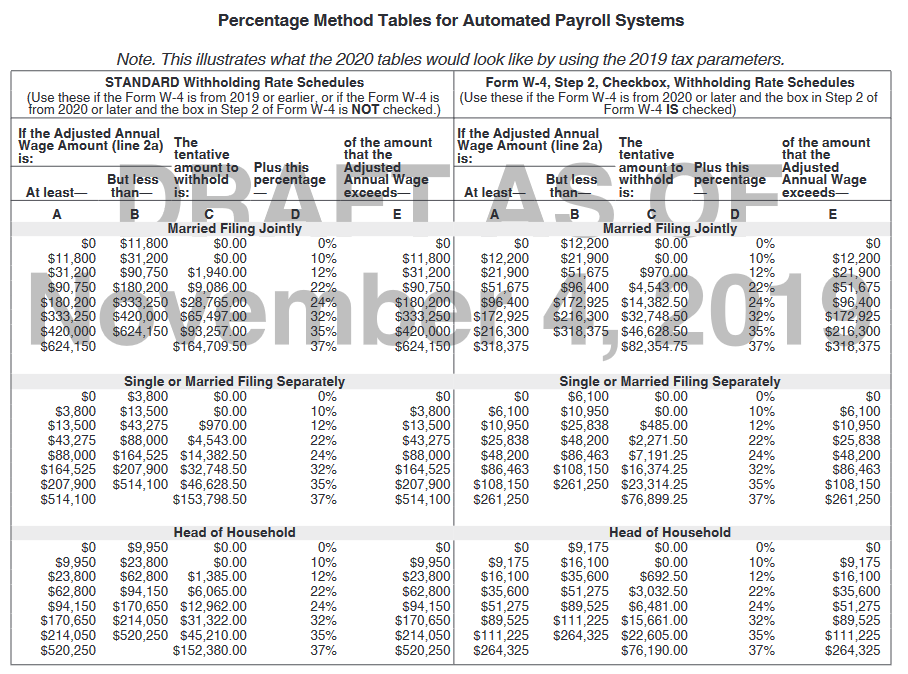 Percentage Method Tables for Automated Payroll Systems
Note. This illustrates what the 2020 tables would look like by using the 2019 tax parameters.
STANDARD Withholding Rate Schedules
(Use these if the Form W-4 is from 2019 or earlier, or if the Form W-4 is
from 2020 or later and the box in Step 2 of Form W-4 is NOT checked.)
Form W-4, Step 2, Checkbox, Withholding Rate Schedules
(Use these if the Form W-4 is from 2020 or later and the box in Step 2 of
Form W-4 IS checked)
If the Adjusted Annual
Wage Amount (line 2a)
is:
At least—
But less
than—
The
tentative
amount to
withhold
is:
Plus this
percentage
—
of the amount
that the
Adjusted
Annual Wage
exceeds—
If the Adjusted Annual
Wage Amount (line 2a)
is:
At least—
But less
than—
The
tentative
amount to
withhold
is:
Plus this
percentage
—
of the amount
that the
Adjusted
Annual Wage
exceeds—
DRAFT AS OF
November 4, 2019
A B C D E A B C D E
Married Filing Jointly Married Filing Jointly
$0 $11,800 $0.00 0% $0 $0 $12,200 $0.00 0% $0
$11,800 $31,200 $0.00 10% $11,800 $12,200 $21,900 $0.00 10% $12,200
$31,200 $90,750 $1,940.00 12% $31,200 $21,900 $51,675 $970.00 12% $21,900
$90,750 $180,200 $9,086.00 22% $90,750 $51,675 $96,400 $4,543.00 22% $51,675
$180,200 $333,250 $28,765.00 24% $180,200 $96,400 $172,925 $14,382.50 24% $96,400
$333,250 $420,000 $65,497.00 32% $333,250 $172,925 $216,300 $32,748.50 32% $172,925
$420,000 $624,150 $93,257.00 35% $420,000 $216,300 $318,375 $46,628.50 35% $216,300
$624,150 $164,709.50 37% $624,150 $318,375 $82,354.75 37% $318,375
Single or Married Filing Separately Single or Married Filing Separately
$0 $3,800 $0.00 0% $0 $0 $6,100 $0.00 0% $0
$3,800 $13,500 $0.00 10% $3,800 $6,100 $10,950 $0.00 10% $6,100
$13,500 $43,275 $970.00 12% $13,500 $10,950 $25,838 $485.00 12% $10,950
$43,275 $88,000 $4,543.00 22% $43,275 $25,838 $48,200 $2,271.50 22% $25,838
$88,000 $164,525 $14,382.50 24% $88,000 $48,200 $86,463 $7,191.25 24% $48,200
$164,525 $207,900 $32,748.50 32% $164,525 $86,463 $108,150 $16,374.25 32% $86,463
$207,900 $514,100 $46,628.50 35% $207,900 $108,150 $261,250 $23,314.25 35% $108,150
$514,100 $153,798.50 37% $514,100 $261,250 $76,899.25 37% $261,250
Head of Household Head of Household
$0 $9,950 $0.00 0% $0 $0 $9,175 $0.00 0% $0
$9,950 $23,800 $0.00 10% $9,950 $9,175 $16,100 $0.00 10% $9,175
$23,800 $62,800 $1,385.00 12% $23,800 $16,100 $35,600 $692.50 12% $16,100
$62,800 $94,150 $6,065.00 22% $62,800 $35,600 $51,275 $3,032.50 22% $35,600
$94,150 $170,650 $12,962.00 24% $94,150 $51,275 $89,525 $6,481.00 24% $51,275
$170,650 $214,050 $31,322.00 32% $170,650 $89,525 $111,225 $15,661.00 32% $89,525
$214,050 $520,250 $45,210.00 35% $214,050 $111,225 $264,325 $22,605.00 35% $111,225
$520,250 $152,380.00 37% $520,250 $264,325 $76,190.00 37% $264,325